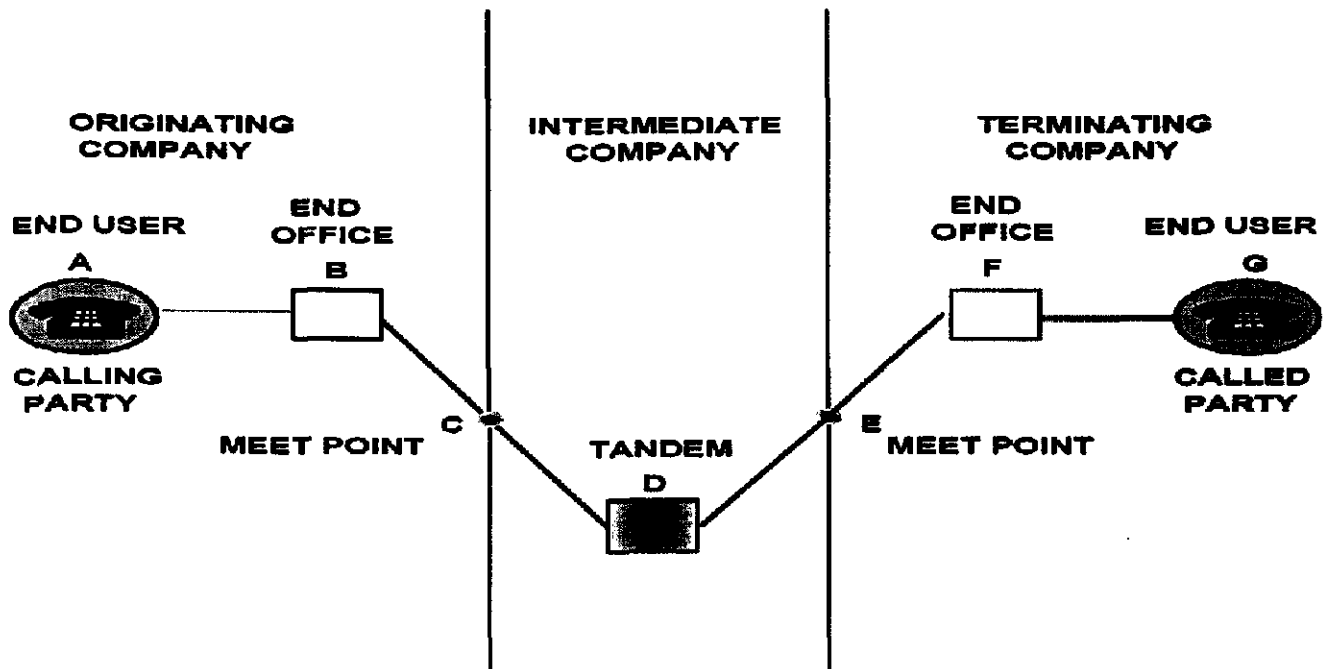 ORIGINATING
COMPANY
INTERMEDIATE
COMPANY
TERMINATING
COMPANY
END USER
A
END
OFFICE
B
END
OFFICE
F
END USER
G
CALLING
PARTY
CALLED
PARTY
MEET POINT
C
TANDEM
D
E
MEET POINT